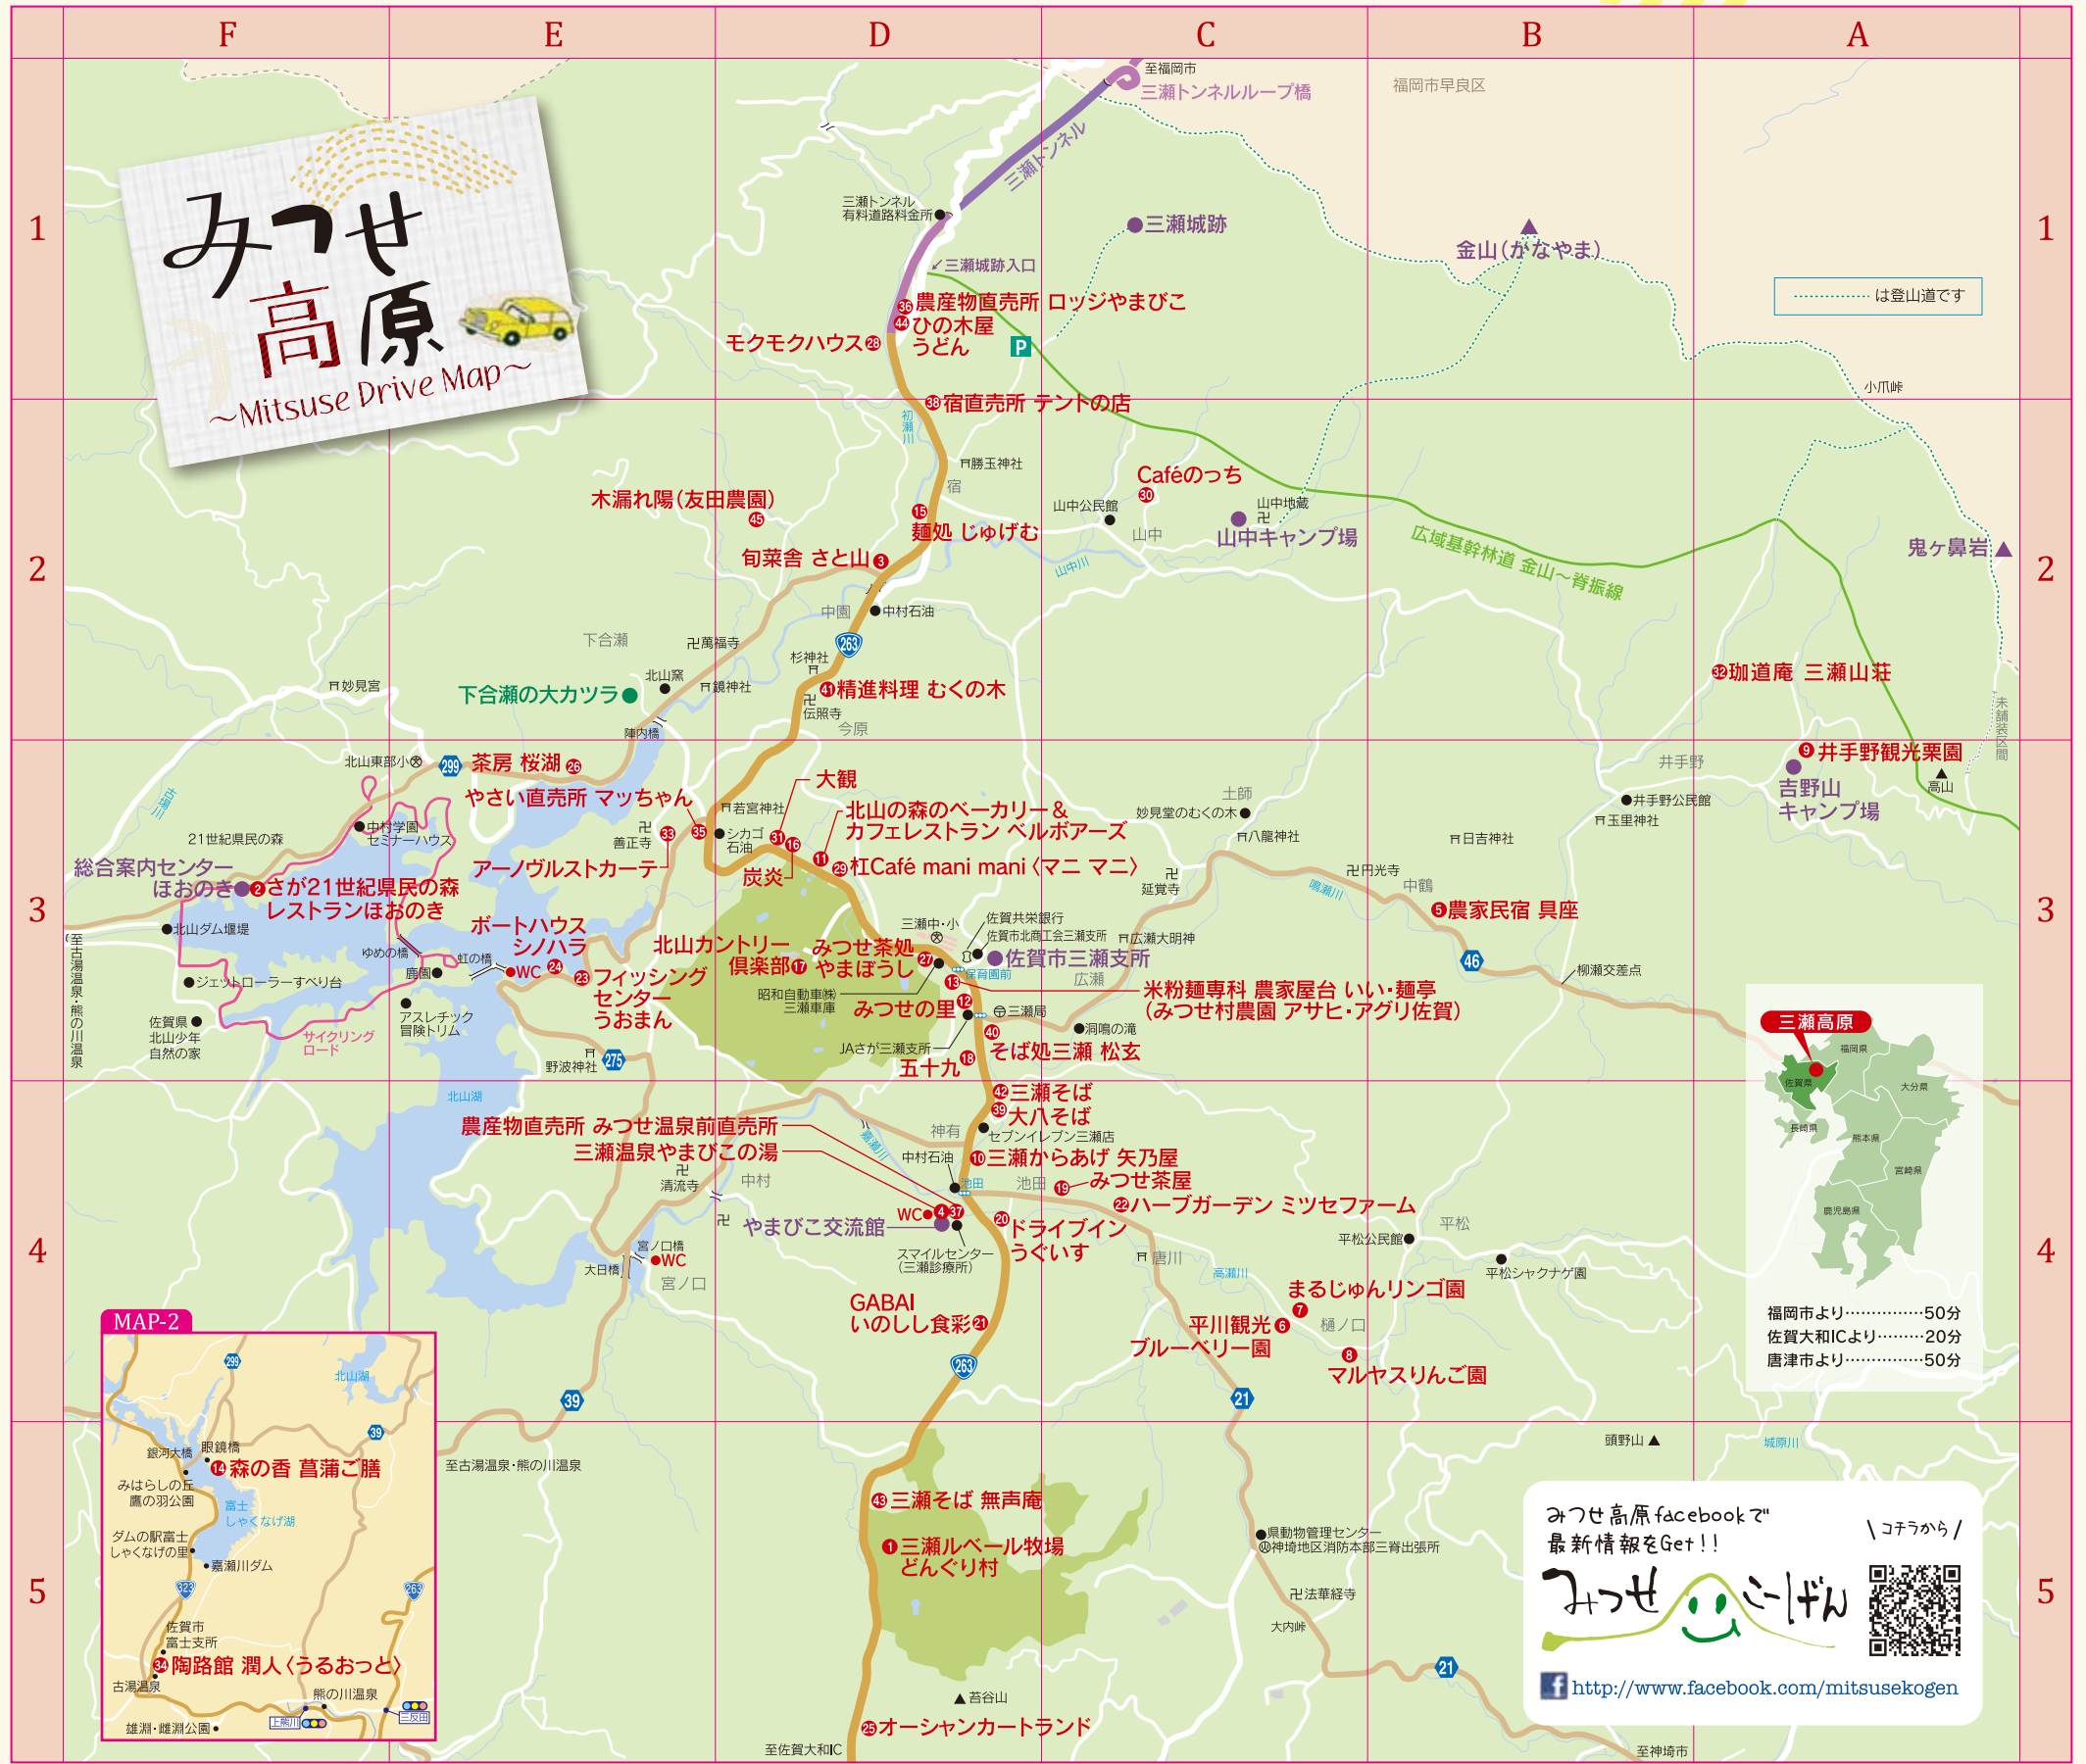 F
E
D
C
B
A
1
2
3
4
5
1
2
3
4
5
みつせ
高原
～Mitsuse Drive Map～
至福岡市
三瀬トンネルループ橋
福岡市早良区
三瀬トンネル
三瀬トンネル
有料道路料金所
三瀬城跡
金山(かなやま)
↙三瀬城跡入口
は登山道です
36 農産物直売所 ロッジやまびこ
44 ひの木屋
うどん
モクモクハウス 28
P
小爪峠
38 宿直売所 テントの店
初瀬川
勝玉神社
宿
Caféのっち
30
木漏れ陽(友田農園)
45
15
麺処 じゅげむ
山中公民館
山中
山中地蔵
山中キャンプ場
広域基幹林道 金山～脊振線
鬼ヶ鼻岩
旬菜舎 さと山 3
山中川
中園
中村石油
263
下合瀬
卍萬福寺
杉神社
北山窯
鏡神社
下合瀬の大カツラ
41 精進料理 むくの木
卍
伝照寺
今原
妙見宮
陣内橋
32 珈道庵 三瀬山荘
未舗装区間
北山東部小
299
茶房 桜湖 26
やさい直売所 マッちゃん
35
若宮神社
シカゴ
石油
大観
31
16
炭炎
北山の森のベーカリー＆
カフェレストラン ベルポアーズ
11
29 杠Café mani mani〈マニ マニ〉
古湯川
中村学園
セミナーハウス
21世紀県民の森
卍
善正寺
33
アーノヴルストカーテ
総合案内センター
ほおのき
2 さが21世紀県民の森
レストランほおのき
土師
妙見堂のむくの木
八龍神社
卍
延覚寺
鳴瀬川
卍円光寺
中鶴
日吉神社
井手野
井手野公民館
玉里神社
9 井手野観光栗園
吉野山
キャンプ場
高山
5 農家民宿 具座
46
柳瀬交差点
北山ダム堰堤
至古湯温泉・熊の川温泉
ゆめの橋
虹の橋
鹿園
ジェットローラーすべり台
アスレチック
冒険トリム
佐賀県
北山少年
自然の家
サイクリング
ロード
ボートハウス
シノハラ
WC
24
23 フィッシング
センター
うおまん
北山カントリー
倶楽部 17
三瀬中・小
佐賀共栄銀行
佐賀市北商工会三瀬支所
佐賀市三瀬支所
広瀬大明神
広瀬
みつせ茶処
やまぼうし 27
保育園前
昭和自動車㈱
三瀬車庫
13
米粉麺専科 農家屋台 いい・麺亭
(みつせ村農園 アサヒ・アグリ佐賀)
みつせの里 12
三瀬局
洞鳴の滝
JAさが三瀬支所
40
そば処三瀬 松玄
五十九 18
野波神社
275
北山湖
42 三瀬そば
39 大八そば
セブンイレブン三瀬店
農産物直売所 みつせ温泉前直売所
三瀬温泉やまびこの湯
嘉瀬川
神有
中村石油
10 三瀬からあげ 矢乃屋
池田
池田
19 みつせ茶屋
22 ハーブガーデン ミツセファーム
卍
清流寺
中村
卍
WC
4
37
やまびこ交流館
スマイルセンター
(三瀬診療所)
20
ドライブイン
うぐいす
唐川
平松公民館
平松
平松シャクナゲ園
宮ノ口橋
大日橋
WC
宮ノ口
高瀬川
まるじゅんリンゴ園
7
平川観光 6
ブルーベリー園
樋ノ口
8
マルヤスりんご園
GABAI
いのしし食彩 21
263
39
21
至古湯温泉・熊の川温泉
43 三瀬そば 無声庵
1 三瀬ルベール牧場
どんぐり村
県動物管理センター
神埼地区消防本部三脊出張所
卍法華経寺
大内峠
21
頭野山
城原川
苔谷山
25 オーシャンカートランド
至佐賀大和IC
至神埼市
三瀬高原
福岡県
佐賀県
大分県
長崎県
熊本県
宮崎県
鹿児島県
福岡市より……………50分
佐賀大和ICより………20分
唐津市より……………50分
MAP-2
299
北山湖
39
銀河大橋
眼鏡橋
14 森の香 菖蒲ご膳
みはらしの丘
鷹の羽公園
富士
しゃくなげ湖
ダムの駅富士
しゃくなげの里
嘉瀬川ダム
323
263
佐賀市
富士支所
34 陶路館 潤人〈うるおっと〉
古湯温泉
熊の川温泉
上熊川
三反田
雄淵・雌淵公園
みつせ高原facebookで
最新情報をGet!!
コチラから
みつせ こーげん
http://www.facebook.com/mitsusekogen